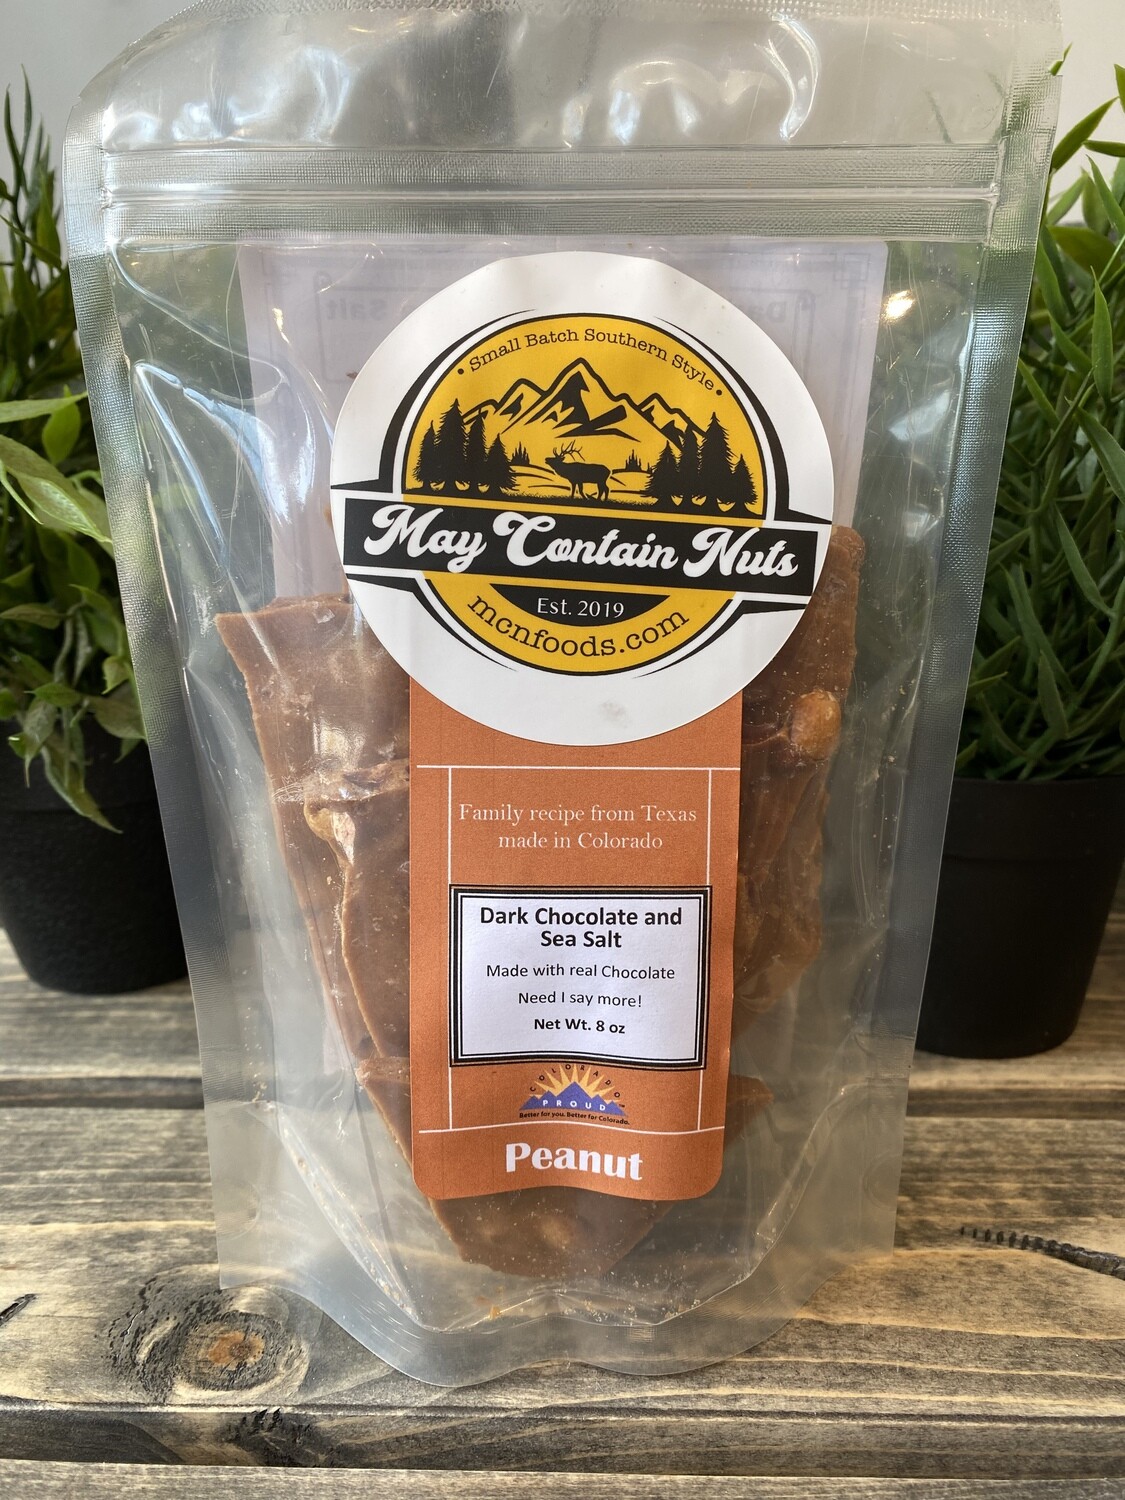 Small Batch Southern Style
May Contain Nuts
Est. 2019
mcnfoods.com
Family recipe from Texas
made in Colorado
Dark Chocolate and
Sea Salt
Made with real Chocolate
Need I say more!
Net Wt. 8 oz
COLORADO
PROUD
Better for you. Better for Colorado.
Peanut